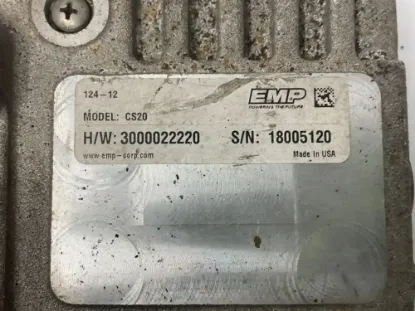 124-12
EMP
POWERING THE FUTURE
MODEL: CS20
H/W: 3000022220 S/N: 18005120
www.emp-corp.com Made in USA